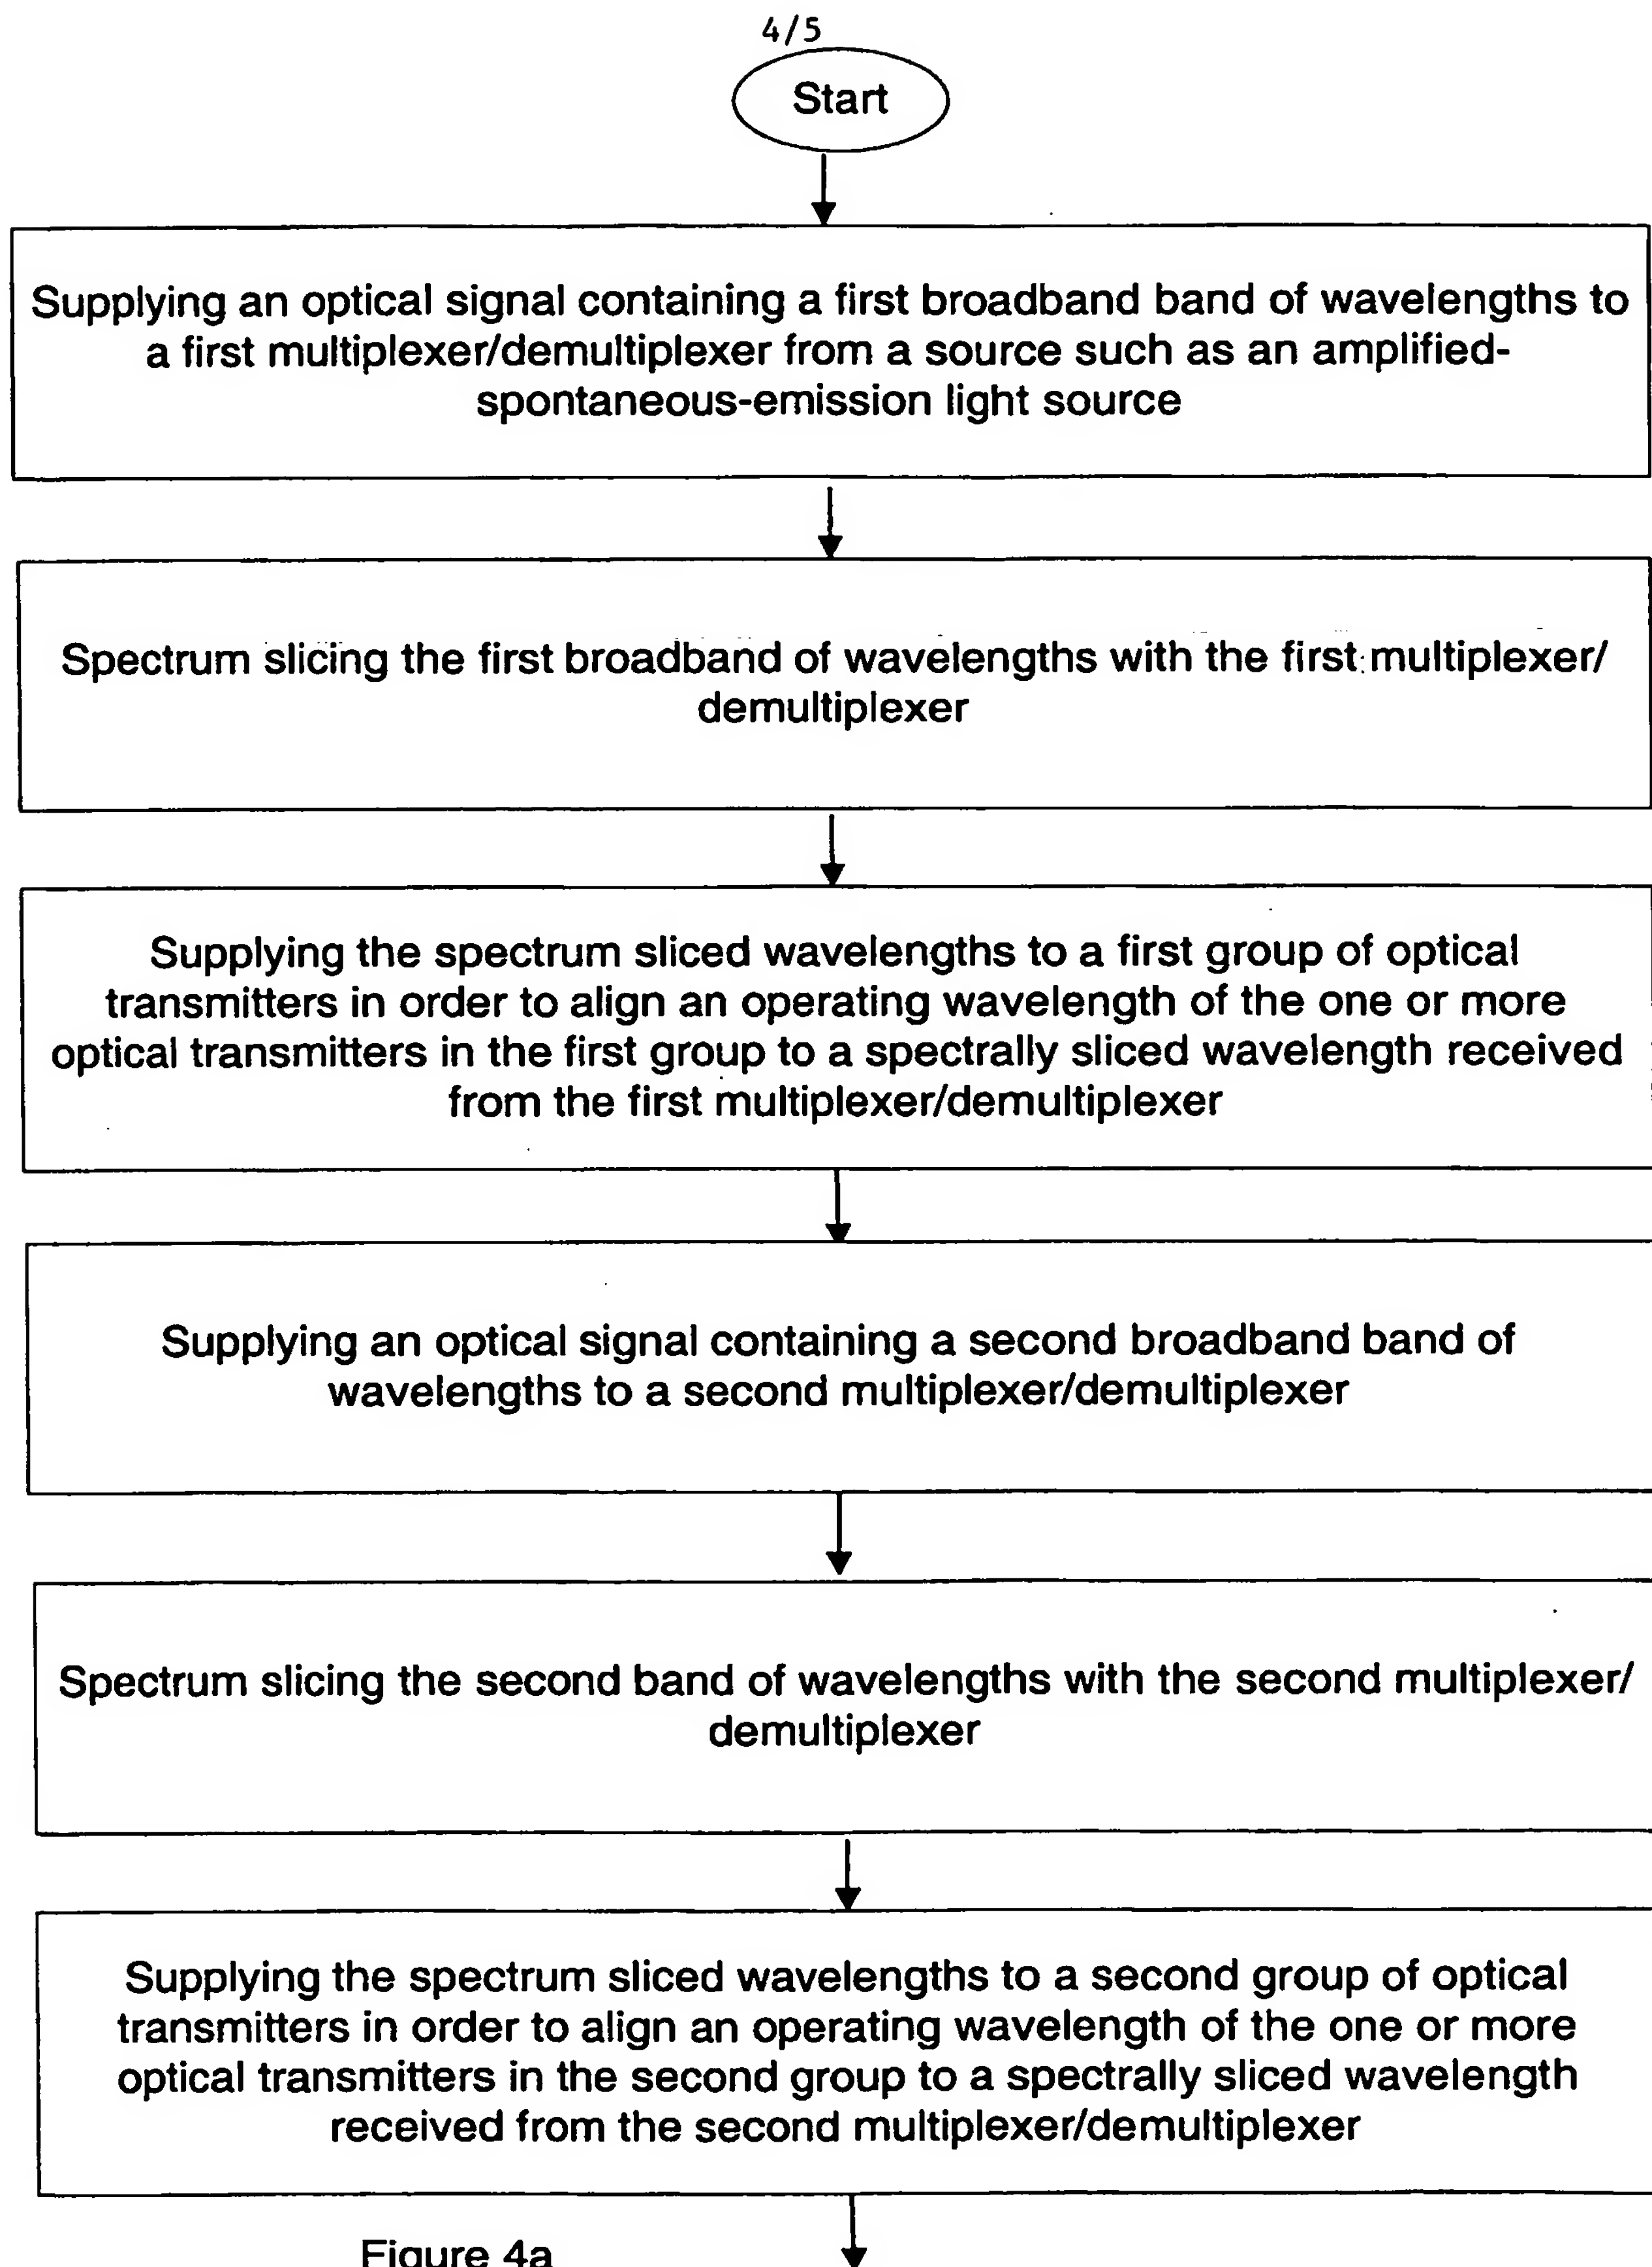 4/5
Start
Supplying an optical signal containing a first broadband band of wavelengths to
a first multiplexer/demultiplexer from a source such as an amplified-
spontaneous-emission light source
Spectrum slicing the first broadband of wavelengths with the first multiplexer/
demultiplexer
Supplying the spectrum sliced wavelengths to a first group of optical
transmitters in order to align an operating wavelength of the one or more
optical transmitters in the first group to a spectrally sliced wavelength received
from the first multiplexer/demultiplexer
Supplying an optical signal containing a second broadband band of
wavelengths to a second multiplexer/demultiplexer
Spectrum slicing the second band of wavelengths with the second multiplexer/
demultiplexer
Supplying the spectrum sliced wavelengths to a second group of optical
transmitters in order to align an operating wavelength of the one or more
optical transmitters in the second group to a spectrally sliced wavelength
received from the second multiplexer/demultiplexer
Figure 4a